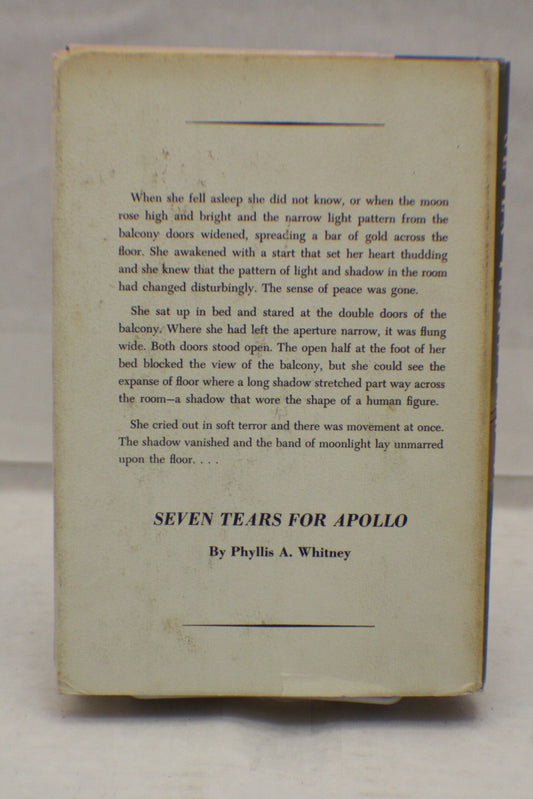 When she fell asleep she did not know, or when the moon
rose high and bright and the narrow light pattern from the
balcony doors widened, spreading a bar of gold across the
floor. She awakened with a start that set her heart thudding
and she knew that the pattern of light and shadow in the room
had changed disturbingly. The sense of peace was gone.
She sat up in bed and stared at the double doors of the
balcony. Where she had left the aperture narrow, it was flung
wide. Both doors stood open. The open half at the foot of her
bed blocked the view of the balcony, but she could see the
expanse of floor where a long shadow stretched part way across
the room—a shadow that wore the shape of a human figure.
She cried out in soft terror and there was movement at once.
The shadow vanished and the band of moonlight lay unmarred
upon the floor. . . .
SEVEN TEARS FOR APOLLO
By Phyllis A. Whitney